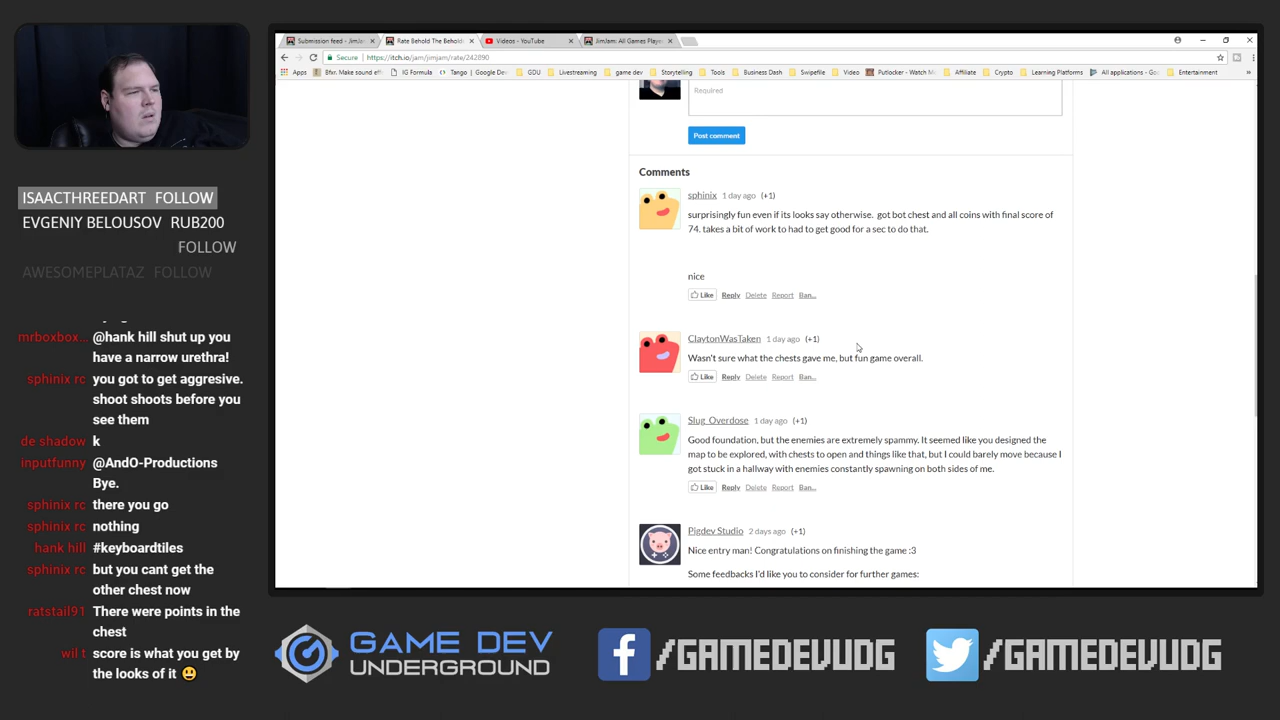 Submission feed - JimJa
Rate Behold The Behold
Videos - YouTube
JimJam: All Games Playe
Secure
https://itch.io/jam/jimjam/rate/242890
Apps
Bfxr. Make sound eff
IG Formula
Tango | Google Dev
GDU
Livestreaming
game dev
Storytelling
Tools
Business Dash
Swipefile
Video
Putlocker - Watch M
Affiliate
Crypto
Learning Platforms
All applications - Go
Entertainment
Required
Post comment
Comments
sphinix 1 day ago (+1)
surprisingly fun even if its looks say otherwise. got bot chest and all coins with final score of
74. takes a bit of work to had to get good for a sec to do that.
nice
Like Reply Delete Report Ban...
ClaytonWasTaken 1 day ago (+1)
Wasn't sure what the chests gave me, but fun game overall.
Like Reply Delete Report Ban...
Slug_Overdose 1 day ago (+1)
Good foundation, but the enemies are extremely spammy. It seemed like you designed the
map to be explored, with chests to open and things like that, but I could barely move because I
got stuck in a hallway with enemies constantly spawning on both sides of me.
Like Reply Delete Report Ban...
Pigdev Studio 2 days ago (+1)
Nice entry man! Congratulations on finishing the game :3
Some feedbacks I'd like you to consider for further games:
ISAACTHREEDART FOLLOW
EVGENIY BELOUSOV RUB200
FOLLOW
AWESOMEPLATAZ FOLLOW
mrboxbox... @hank hill shut up you
have a narrow urethra!
sphinix rc you got to get aggresive.
shoot shoots before you
see them
de shadow k
inputfunny @AndO-Productions
Bye.
sphinix rc there you go
sphinix rc nothing
hank hill #keyboardtiles
sphinix rc but you cant get the
other chest now
ratstail91 There were points in the
chest
wil t score is what you get by
the looks of it 😃
GAME DEV
UNDERGROUND
/GAMEDEVUDG
/GAMEDEVUDG